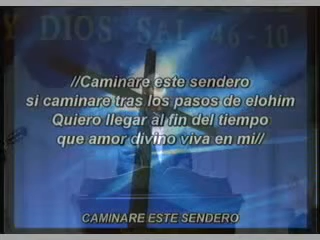 Y DIOS SAL 46-10
//Caminare este sendero
si caminare tras los pasos de elohim
Quiero llegar al fin del tiempo
que amor divino viva en mi//
CAMINARE ESTE SENDERO